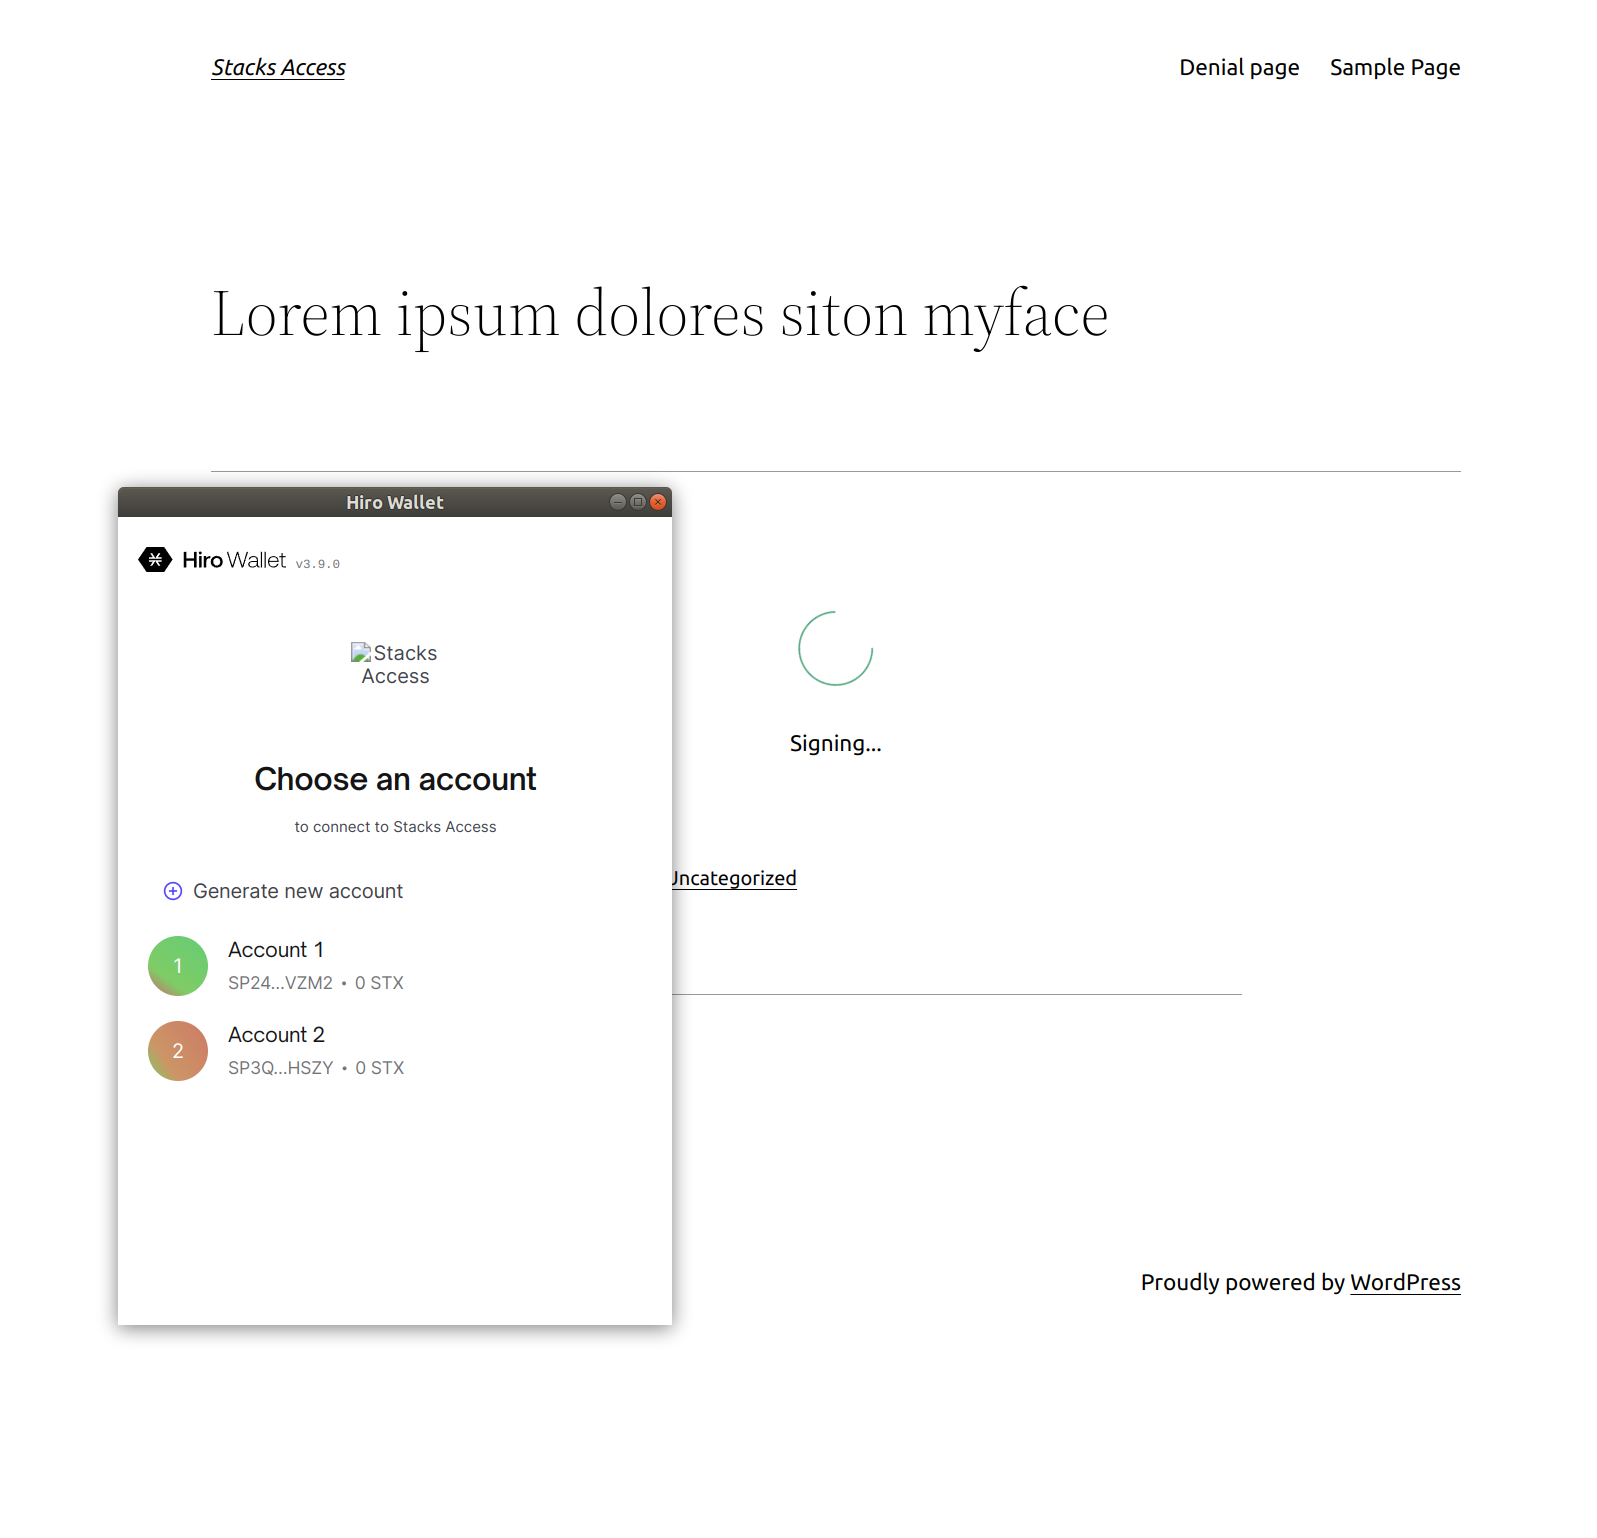 Stacks Access
Denial page
Sample Page
Lorem ipsum dolores siton myface
Hiro Wallet
Hiro Wallet v3.9.0
Stacks
Access
Choose an account
to connect to Stacks Access
Generate new account
1
Account 1
SP24...VZM2 • 0 STX
2
Account 2
SP3Q...HSZY • 0 STX
Signing...
Uncategorized
Proudly powered by WordPress